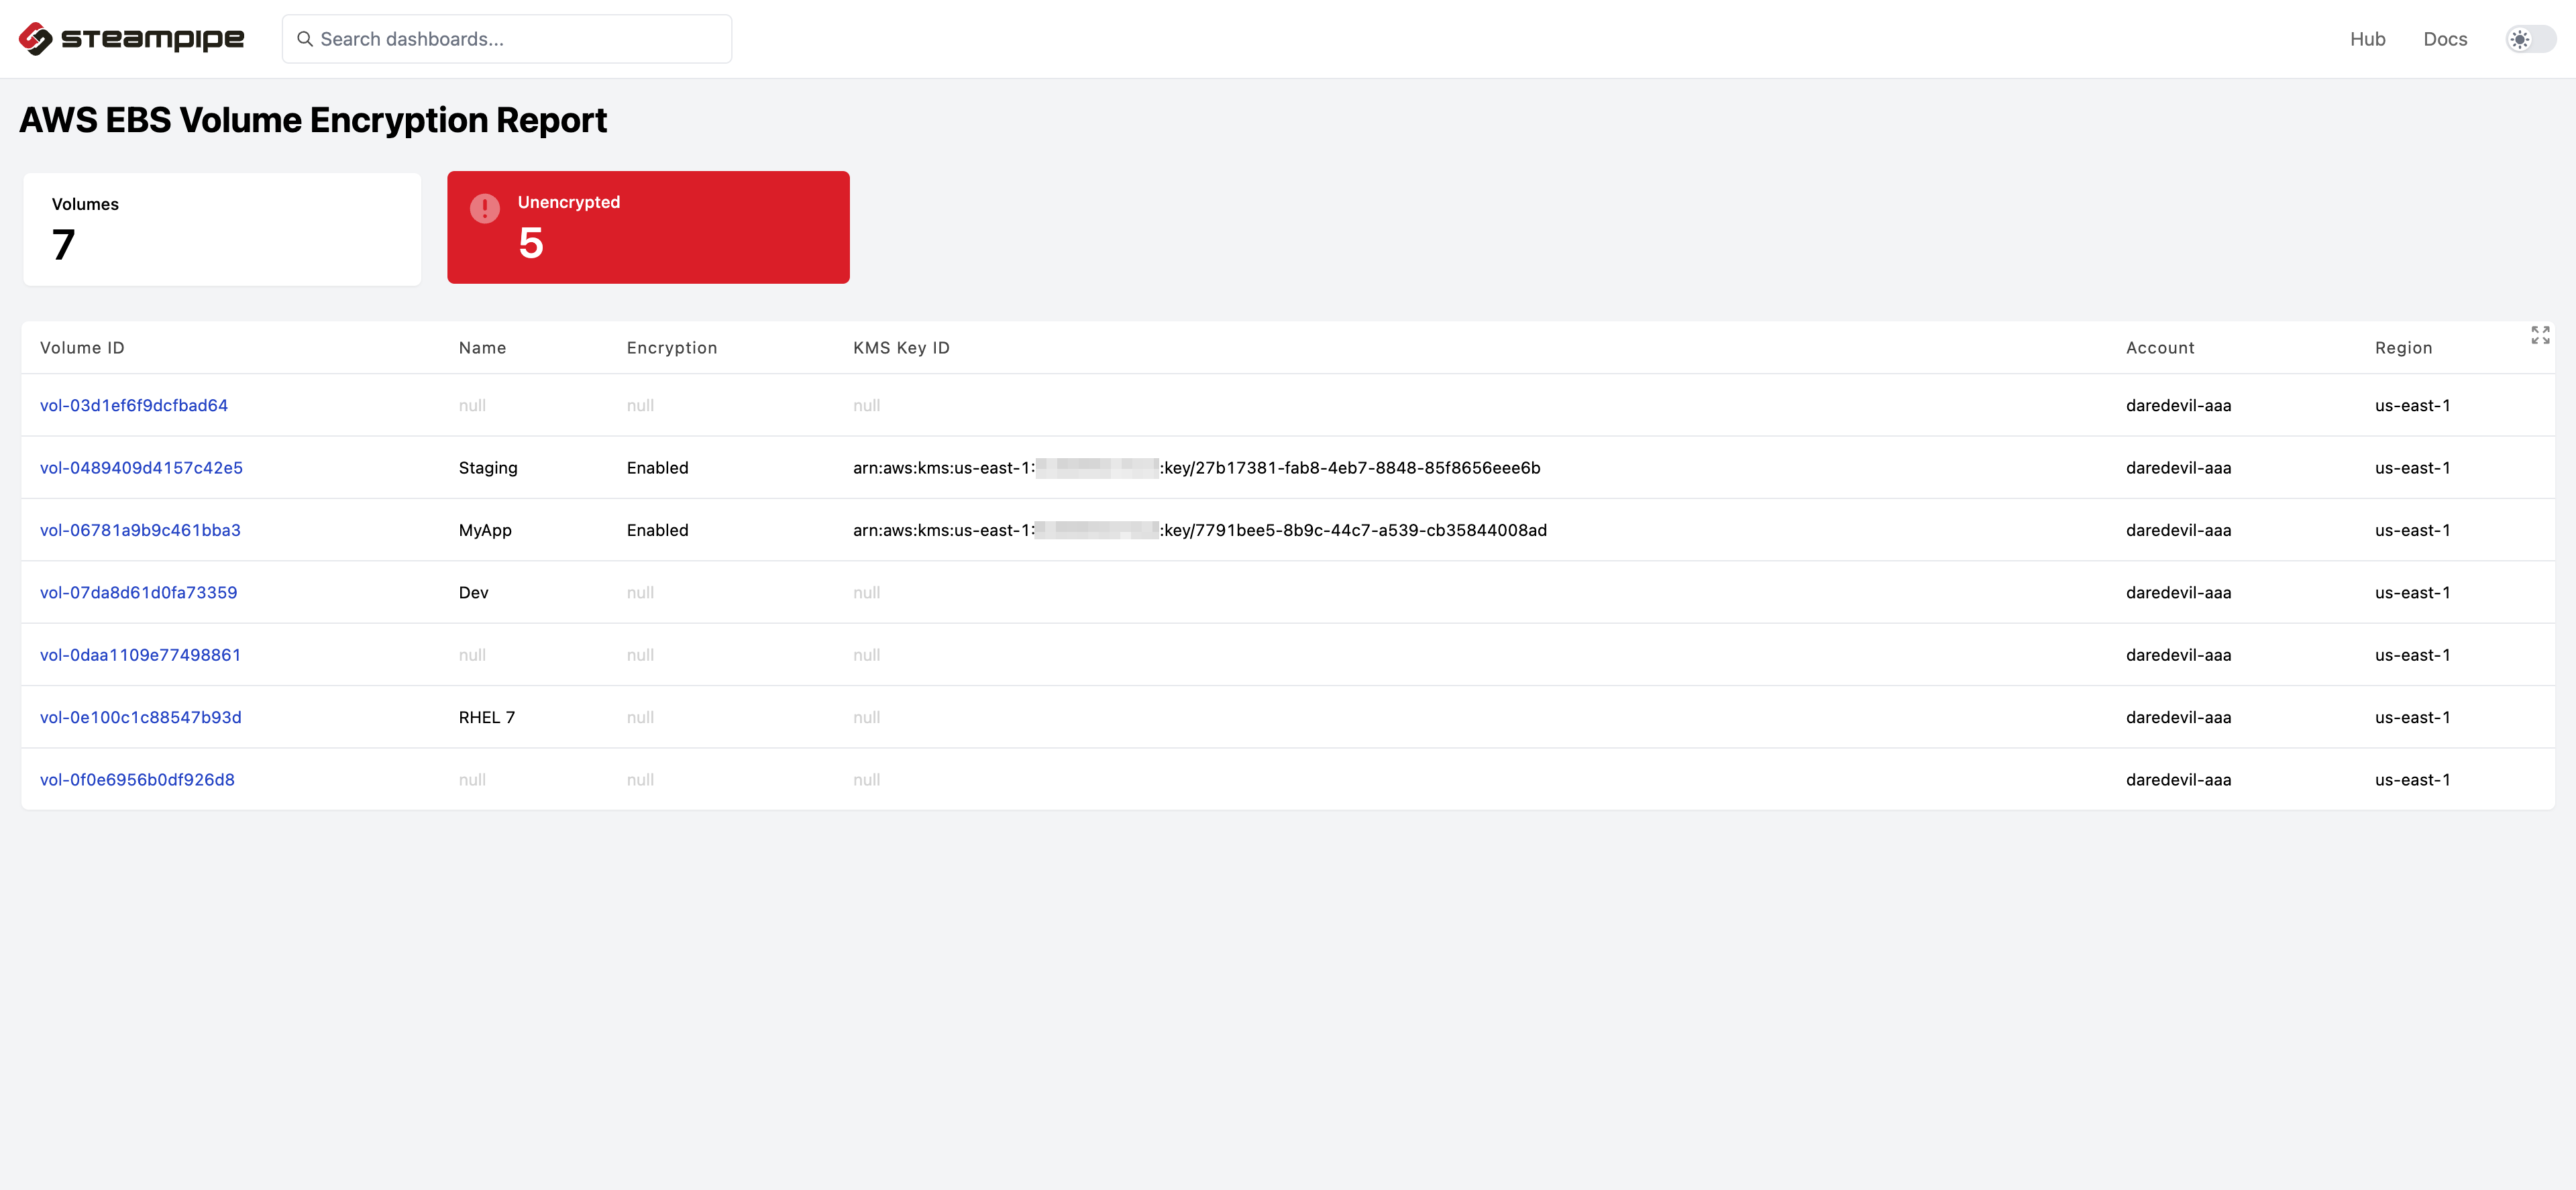 steampipe Search dashboards... Hub Docs
AWS EBS Volume Encryption Report
Volumes
7
Unencrypted
5
Volume ID Name Encryption KMS Key ID Account Region
vol-03d1ef6f9dcfbad64 null null null daredevil-aaa us-east-1
vol-0489409d4157c42e5 Staging Enabled arn:aws:kms:us-east-1: :key/27b17381-fab8-4eb7-8848-85f8656eee6b daredevil-aaa us-east-1
vol-06781a9b9c461bba3 MyApp Enabled arn:aws:kms:us-east-1: :key/7791bee5-8b9c-44c7-a539-cb35844008ad daredevil-aaa us-east-1
vol-07da8d61d0fa73359 Dev null null daredevil-aaa us-east-1
vol-0daa1109e77498861 null null null daredevil-aaa us-east-1
vol-0e100c1c88547b93d RHEL 7 null null daredevil-aaa us-east-1
vol-0f0e6956b0df926d8 null null null daredevil-aaa us-east-1